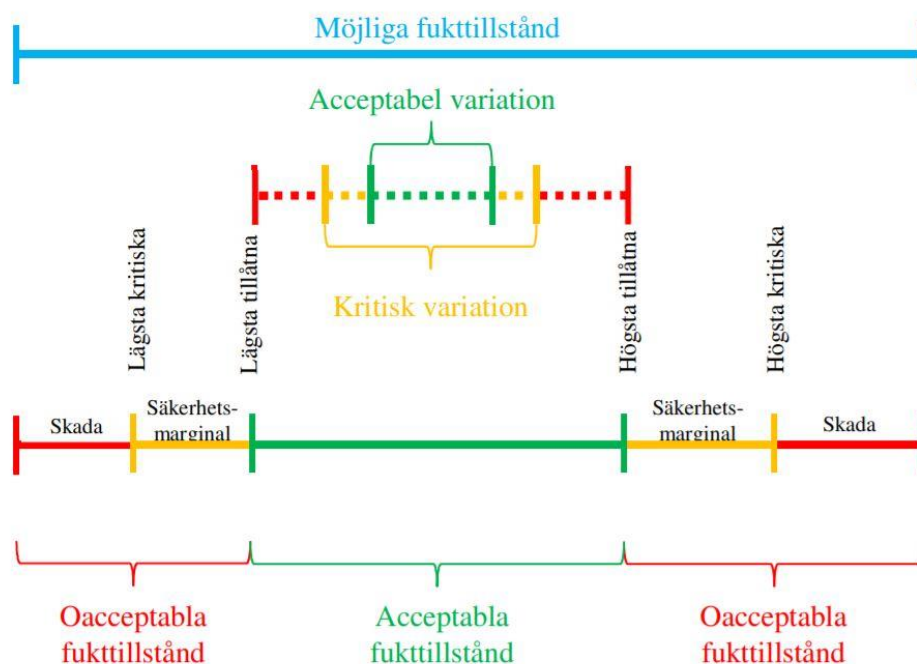 Möjliga fukttillstånd
Acceptabel variation
Kritisk variation
Lägsta kritiska
Lägsta tillåtna
Högsta tillåtna
Högsta kritiska
Skada
Säkerhets-
marginal
Säkerhets-
marginal
Skada
Oacceptabla
fukttillstånd
Acceptabla
fukttillstånd
Oacceptabla
fukttillstånd